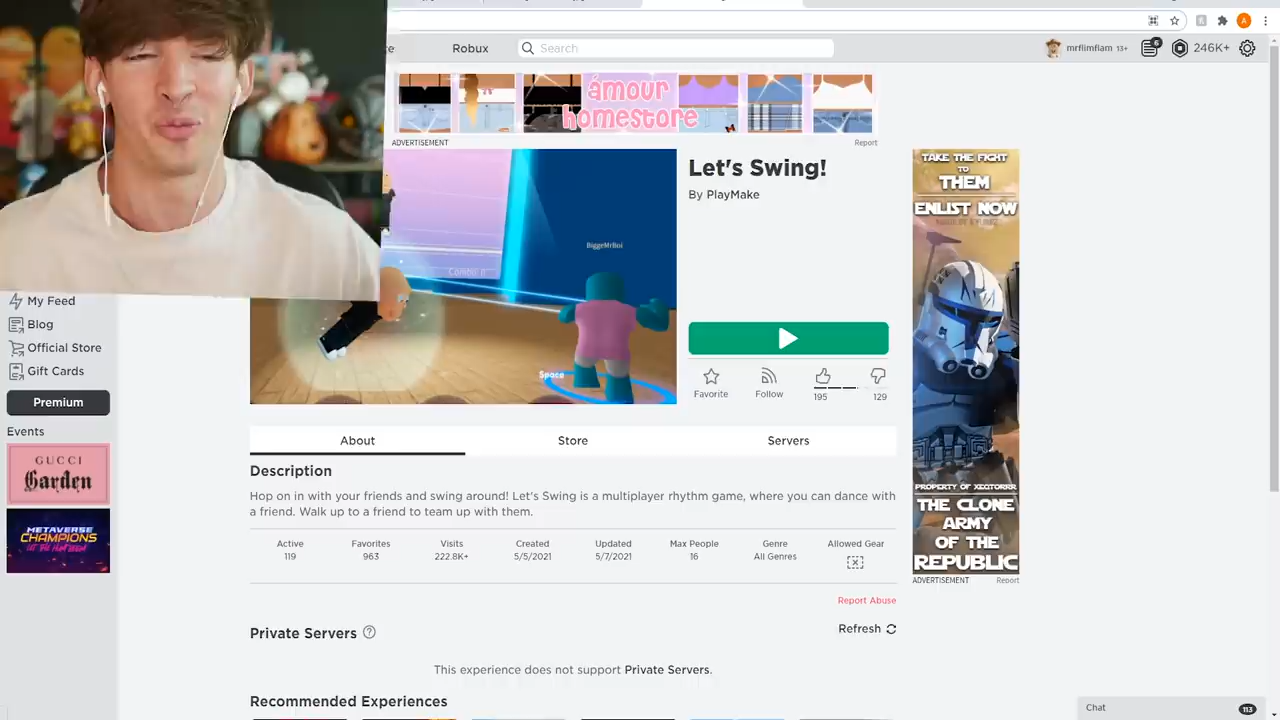 Robux
Search
mrflimflam 13+
6
246K+
ámour
homestore
ADVERTISEMENT
Report
Let's Swing!
By PlayMake
BiggeMrBoi
Space
My Feed
Blog
Official Store
Gift Cards
Premium
Events
GUCCI
Garden
METAVERSE
CHAMPIONS
Favorite
Follow
195
129
TAKE THE FIGHT
TO
THEM
ENLIST NOW
PROPERTY OF XEOTORRR
THE CLONE
ARMY
OF THE
REPUBLIC
ADVERTISEMENT
Report
About
Store
Servers
Description
Hop on in with your friends and swing around! Let's Swing is a multiplayer rhythm game, where you can dance with
a friend. Walk up to a friend to team up with them.
Active
Favorites
Visits
Created
Updated
Max People
Genre
Allowed Gear
119
963
222.8K+
5/5/2021
5/7/2021
16
All Genres
Report Abuse
Private Servers
Refresh
This experience does not support Private Servers.
Recommended Experiences
Chat
113